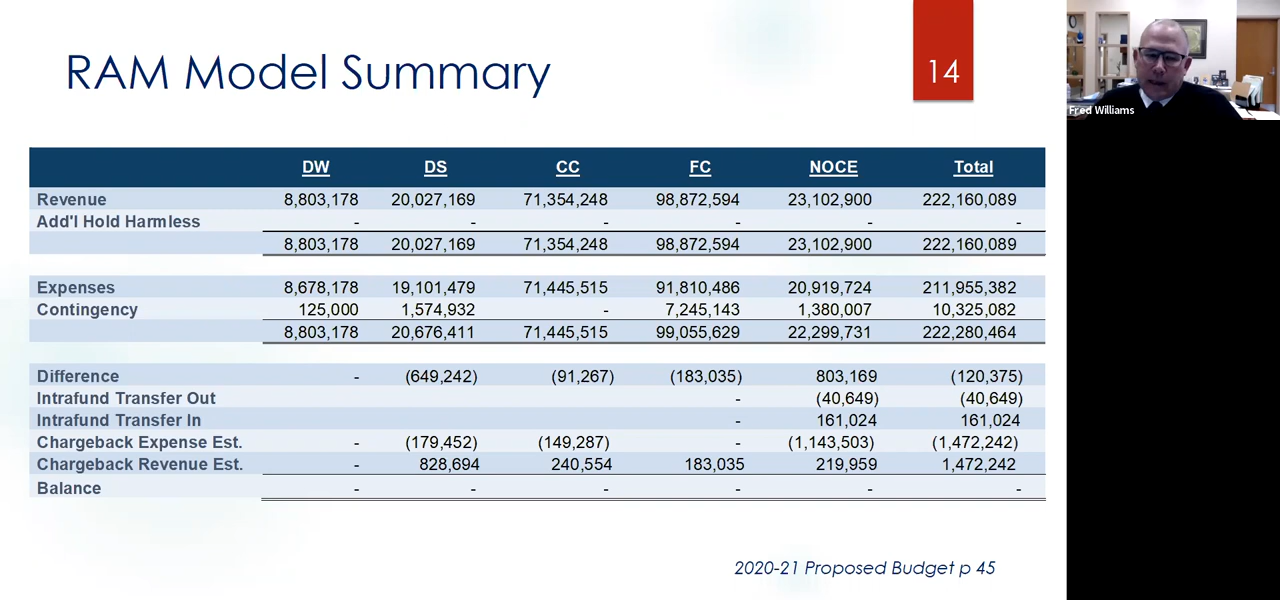 RAM Model Summary
14
Fred Williams
DW DS CC FC NOCE Total
Revenue 8,803,178 20,027,169 71,354,248 98,872,594 23,102,900 222,160,089
Add'l Hold Harmless - - - - - -
8,803,178 20,027,169 71,354,248 98,872,594 23,102,900 222,160,089
Expenses 8,678,178 19,101,479 71,445,515 91,810,486 20,919,724 211,955,382
Contingency 125,000 1,574,932 - 7,245,143 1,380,007 10,325,082
8,803,178 20,676,411 71,445,515 99,055,629 22,299,731 222,280,464
Difference - (649,242) (91,267) (183,035) 803,169 (120,375)
Intrafund Transfer Out - (40,649) (40,649)
Intrafund Transfer In - 161,024 161,024
Chargeback Expense Est. - (179,452) (149,287) - (1,143,503) (1,472,242)
Chargeback Revenue Est. - 828,694 240,554 183,035 219,959 1,472,242
Balance - - - - - -
2020-21 Proposed Budget p 45